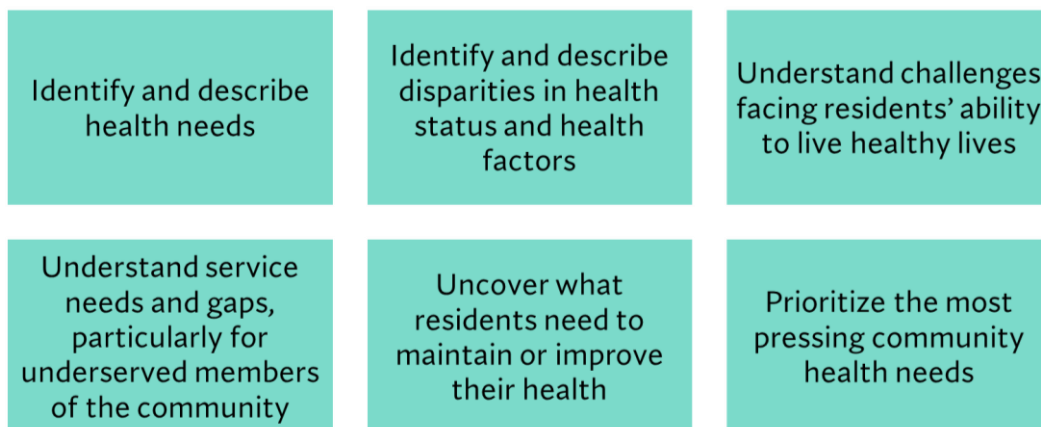 Identify and describe
health needs
Identify and describe
disparities in health
status and health
factors
Understand challenges
facing residents’ ability
to live healthy lives
Understand service
needs and gaps,
particularly for
underserved members
of the community
Uncover what
residents need to
maintain or improve
their health
Prioritize the most
pressing community
health needs